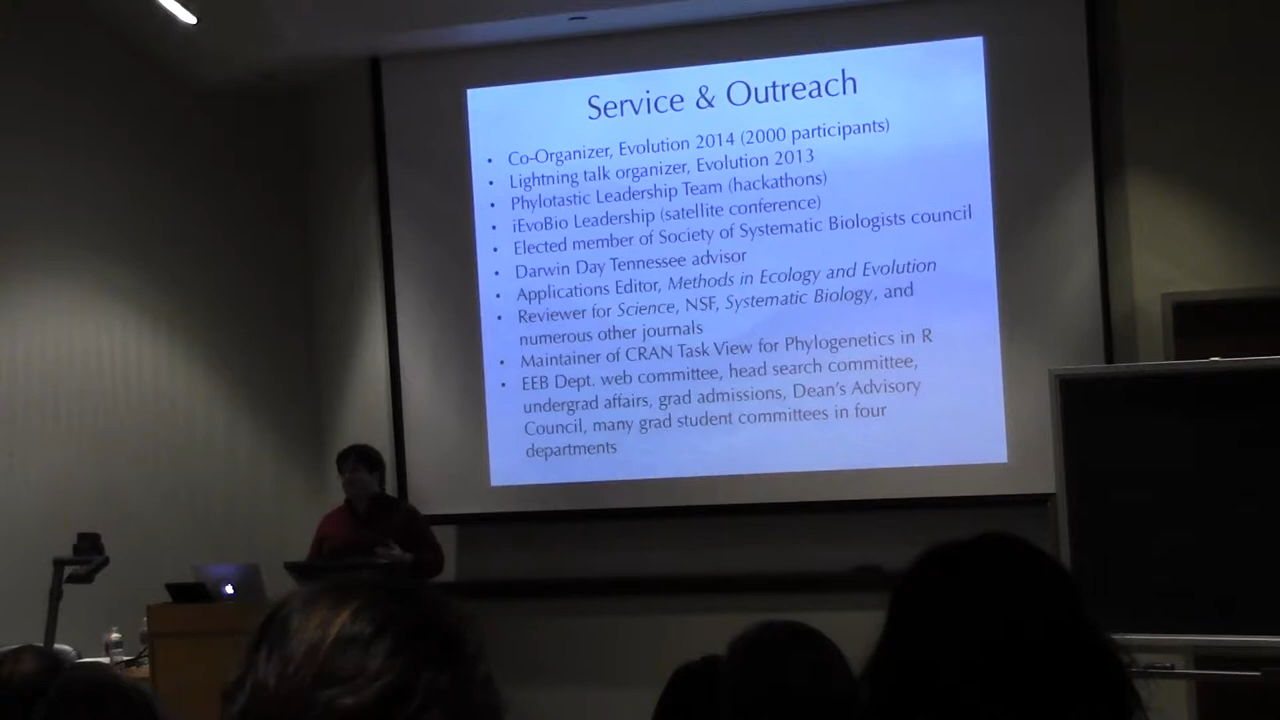 Service & Outreach
• Co-Organizer, Evolution 2014 (2000 participants)
• Lightning talk organizer, Evolution 2013
• Phylotastic Leadership Team (hackathons)
• iEvoBio Leadership (satellite conference)
• Elected member of Society of Systematic Biologists council
• Darwin Day Tennessee advisor
• Applications Editor, Methods in Ecology and Evolution
• Reviewer for Science, NSF, Systematic Biology, and
numerous other journals
• Maintainer of CRAN Task View for Phylogenetics in R
• EEB Dept. web committee, head search committee,
undergrad affairs, grad admissions, Dean's Advisory
Council, many grad student committees in four
departments